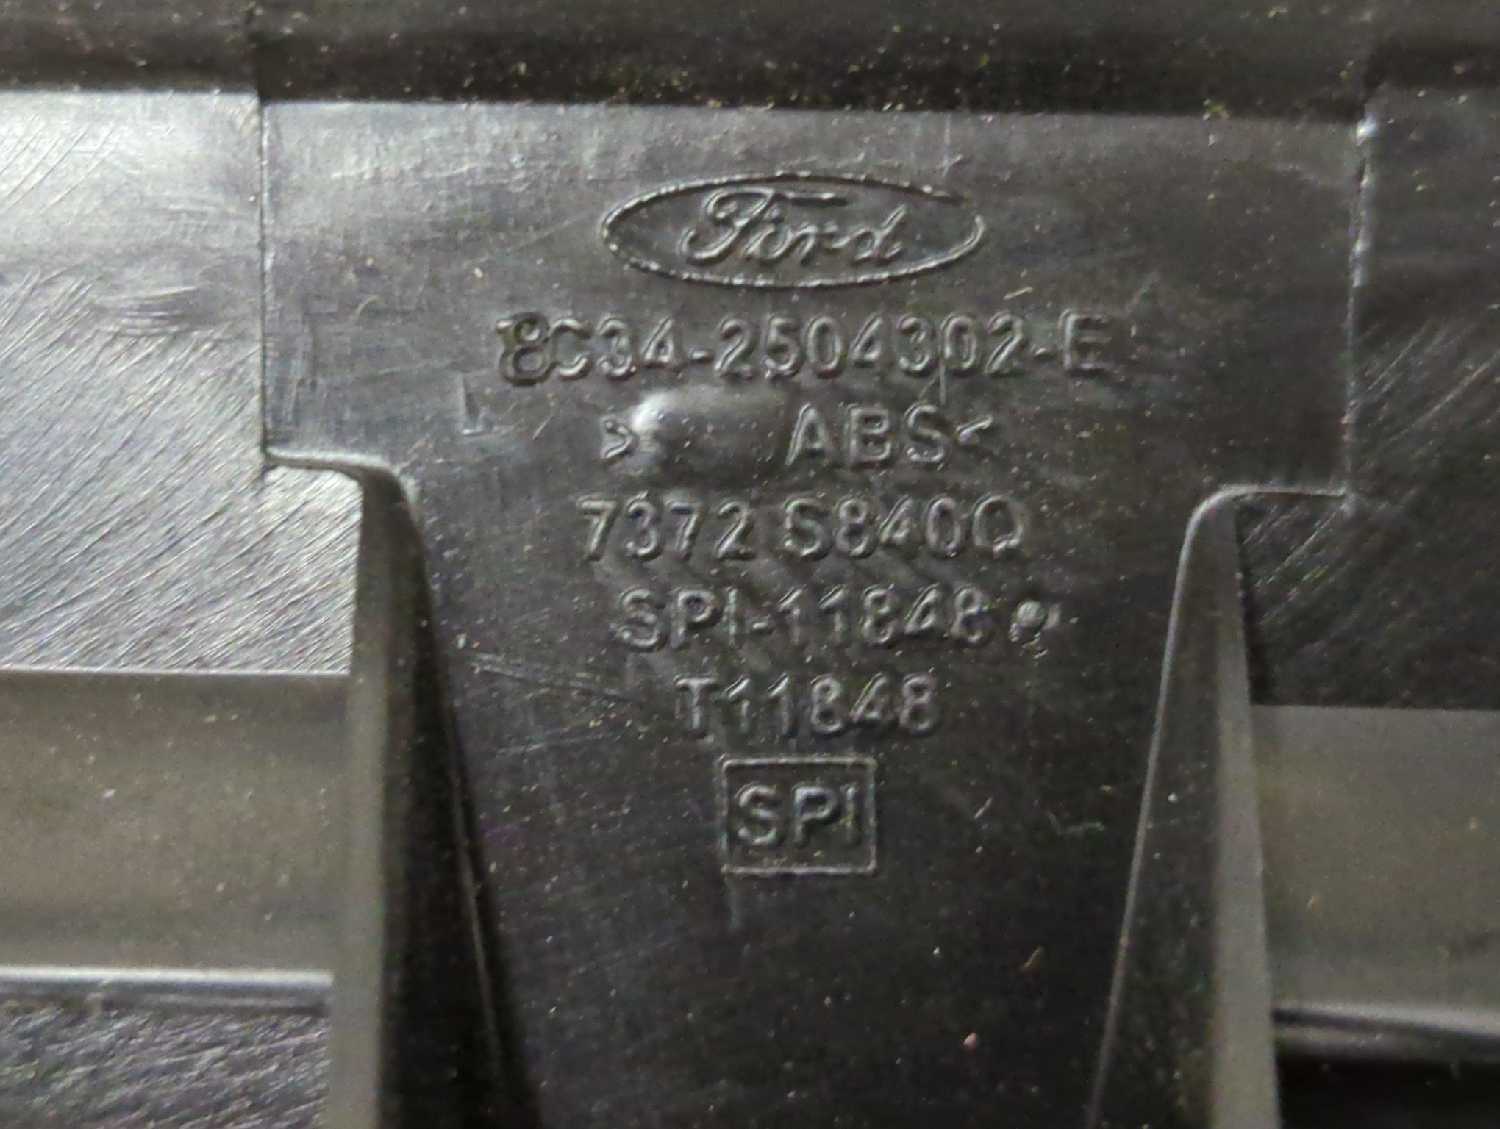 Ford
8C34-2504302-E
> ABS<
7372 S840Q
SPI-11848
T11848
SPI